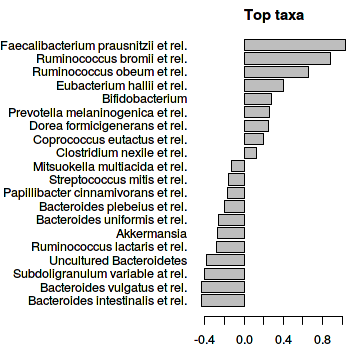 Top taxa
Faecalibacterium prausnitzii et rel.
Ruminococcus bromii et rel.
Ruminococcus obeum et rel.
Eubacterium hallii et rel.
Bifidobacterium
Prevotella melaninogenica et rel.
Dorea formicigenerans et rel.
Coprococcus eutactus et rel.
Clostridium nexile et rel.
Mitsuokella multiacida et rel.
Streptococcus mitis et rel.
Papillibacter cinnamivorans et rel.
Bacteroides plebeius et rel.
Bacteroides uniformis et rel.
Akkermansia
Ruminococcus lactaris et rel.
Uncultured Bacteroidetes
Subdoligranulum variable at rel.
Bacteroides vulgatus et rel.
Bacteroides intestinalis et rel.
-0.4 0.0 0.4 0.8